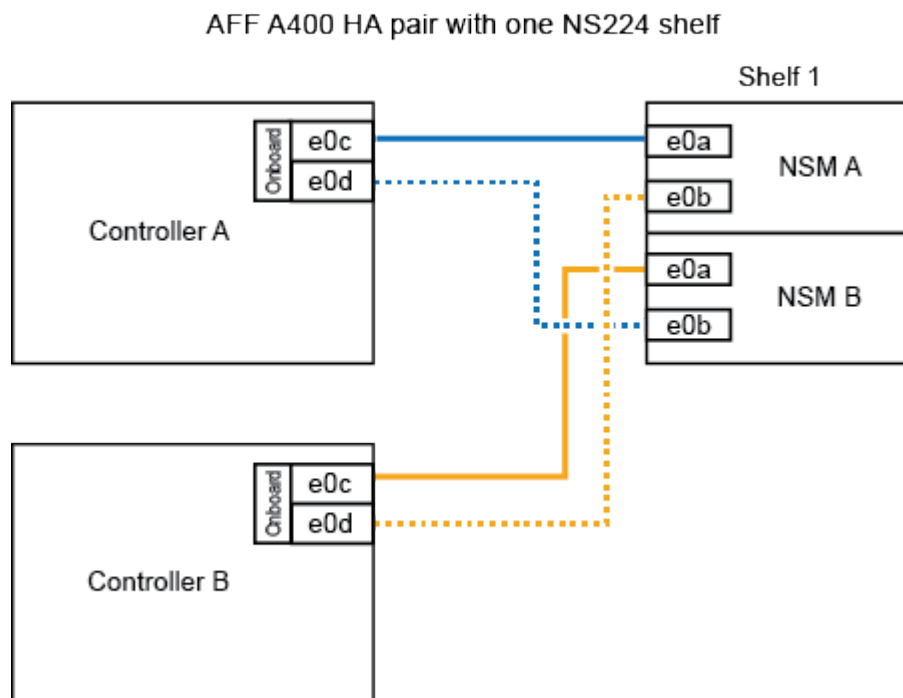 AFF A400 HA pair with one NS224 shelf
Shelf 1
Onboard
e0c
e0d
Controller A
e0a
e0b
NSM A
e0a
e0b
NSM B
Onboard
e0c
e0d
Controller B